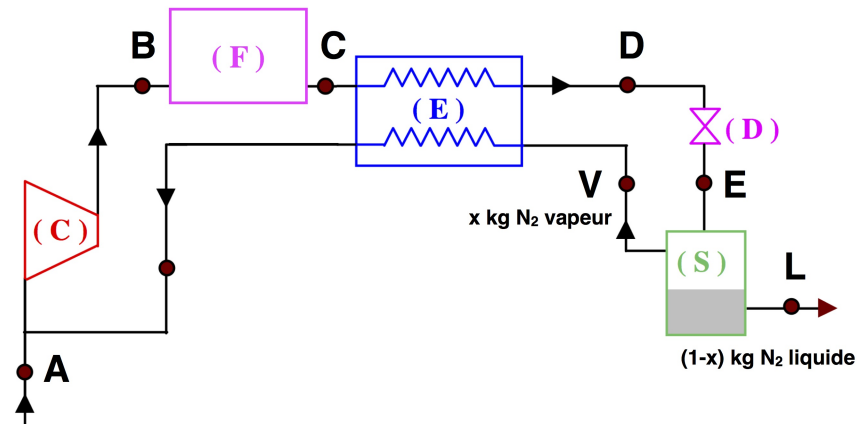 B
( F )
C
D
( E )
( D )
V
E
x kg N₂ vapeur
( C )
( S )
L
A
(1-x) kg N₂ liquide